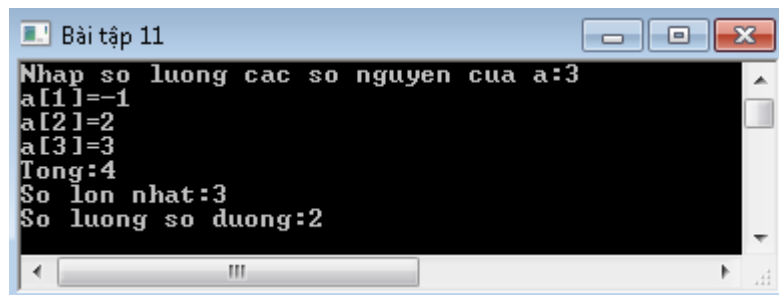 Bài tập 11
Nhap so luong cac so nguyen cua a:3
a[1]=-1
a[2]=2
a[3]=3
Tong:4
So lon nhat:3
So luong so duong:2